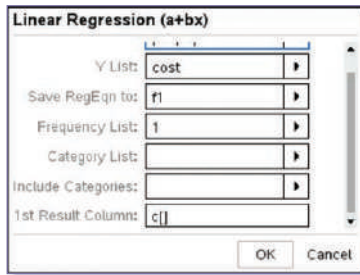 Linear Regression (a+bx)
Y List: cost
Save RegEqn to: f1
Frequency List: 1
Category List:
Include Categories:
1st Result Column: c[]
OK Cancel